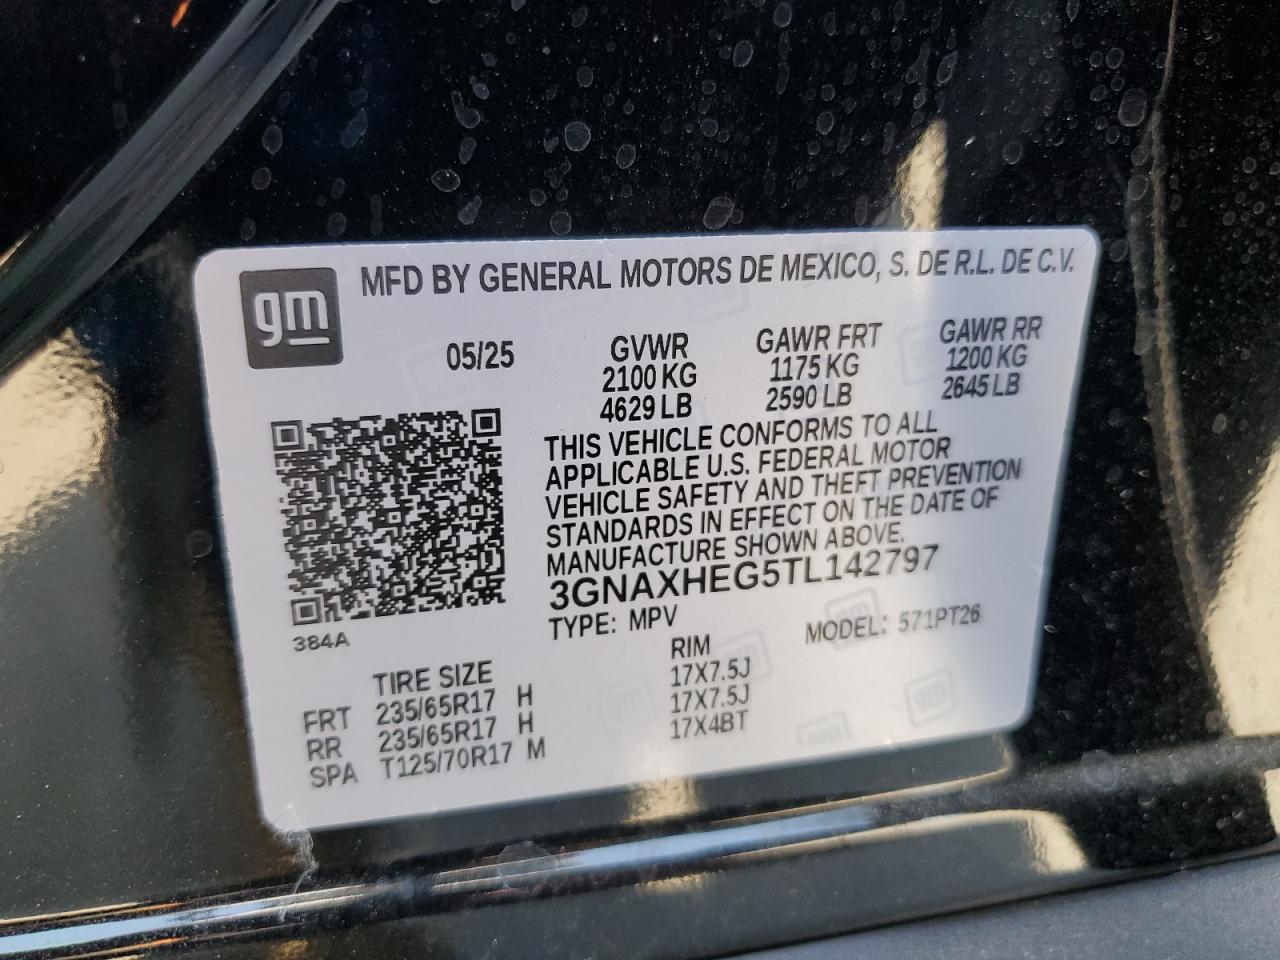 gm
MFD BY GENERAL MOTORS DE MEXICO, S. DE R.L. DE C.V.
05/25
GVWR
2100 KG
4629 LB
GAWR FRT
1175 KG
2590 LB
GAWR RR
1200 KG
2645 LB
THIS VEHICLE CONFORMS TO ALL
APPLICABLE U.S. FEDERAL MOTOR
VEHICLE SAFETY AND THEFT PREVENTION
STANDARDS IN EFFECT ON THE DATE OF
MANUFACTURE SHOWN ABOVE.
3GNAXHEG5TL142797
TYPE: MPV
MODEL: 571PT26
384A
TIRE SIZE
RIM
FRT 235/65R17 H 17X7.5J
RR 235/65R17 H 17X7.5J
SPA T125/70R17 M 17X4BT
gm
gm
gm